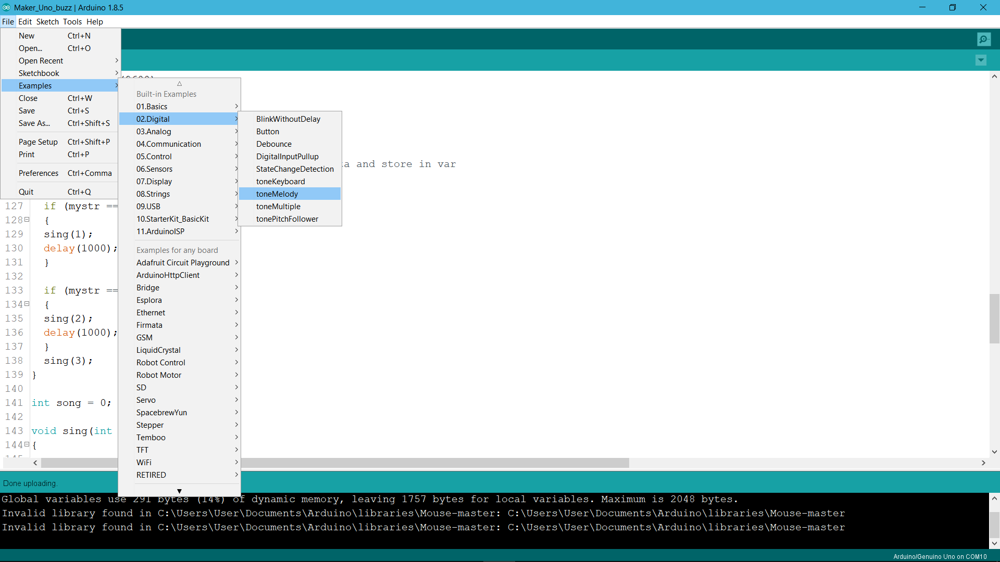 Maker_Uno_buzz | Arduino 1.8.5
File Edit Sketch Tools Help
New Ctrl+N
Open... Ctrl+O
Open Recent
Sketchbook
Examples
Close Ctrl+W
Save Ctrl+S
Save As... Ctrl+Shift+S
Page Setup Ctrl+Shift+P
Print Ctrl+P
Preferences Ctrl+Comma
Quit Ctrl+Q
Built-in Examples
01.Basics
02.Digital
03.Analog
04.Communication
05.Control
06.Sensors
07.Display
08.Strings
09.USB
10.StarterKit_BasicKit
11.ArduinoISP
Examples for any board
Adafruit Circuit Playground
ArduinoHttpClient
Bridge
Esplora
Ethernet
Firmata
GSM
LiquidCrystal
Robot Control
Robot Motor
SD
Servo
SpacebrewYun
Stepper
Temboo
TFT
WiFi
RETIRED
BlinkWithoutDelay
Button
Debounce
DigitalInputPullup
StateChangeDetection
toneKeyboard
toneMelody
toneMultiple
tonePitchFollower
and store in var
127 if (mystr ==
128 {
129 sing(1);
130 delay(1000);
131 }
132
133 if (mystr ==
134 {
135 sing(2);
136 delay(1000);
137 }
138 sing(3);
139 }
140
141 int song = 0;
142
143 void sing(int
144 {
Done uploading.
Global variables use 291 bytes (14%) of dynamic memory, leaving 1757 bytes for local variables. Maximum is 2048 bytes.
Invalid library found in C:\Users\User\Documents\Arduino\libraries\Mouse-master: C:\Users\User\Documents\Arduino\libraries\Mouse-master
Invalid library found in C:\Users\User\Documents\Arduino\libraries\Mouse-master: C:\Users\User\Documents\Arduino\libraries\Mouse-master
Arduino/Genuino Uno on COM10